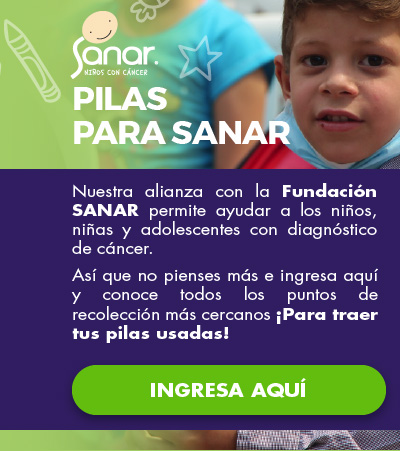 Sanar.
NIÑOS CON CÁNCER
PILAS
PARA SANAR
Nuestra alianza con la Fundación
SANAR permite ayudar a los niños,
niñas y adolescentes con diagnóstico
de cáncer.
Así que no pienses más e ingresa aquí
y conoce todos los puntos de
recolección más cercanos ¡Para traer
tus pilas usadas!
INGRESA AQUÍ